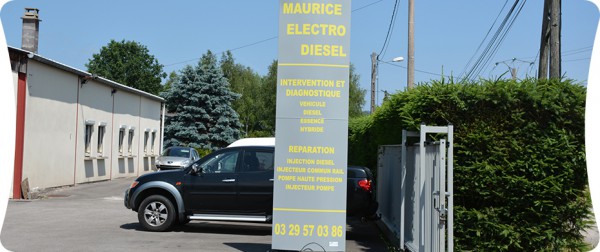 MAURICE
ELECTRO
DIESEL
INTERVENTION ET
DIAGNOSTIQUE
VEHICULE
DIESEL
ESSENCE
HYBRIDE
REPARATION
INJECTION DIESEL
INJECTEUR COMMON RAIL
POMPE HAUTE PRESSION
INJECTEUR POMPE
03 29 57 03 86